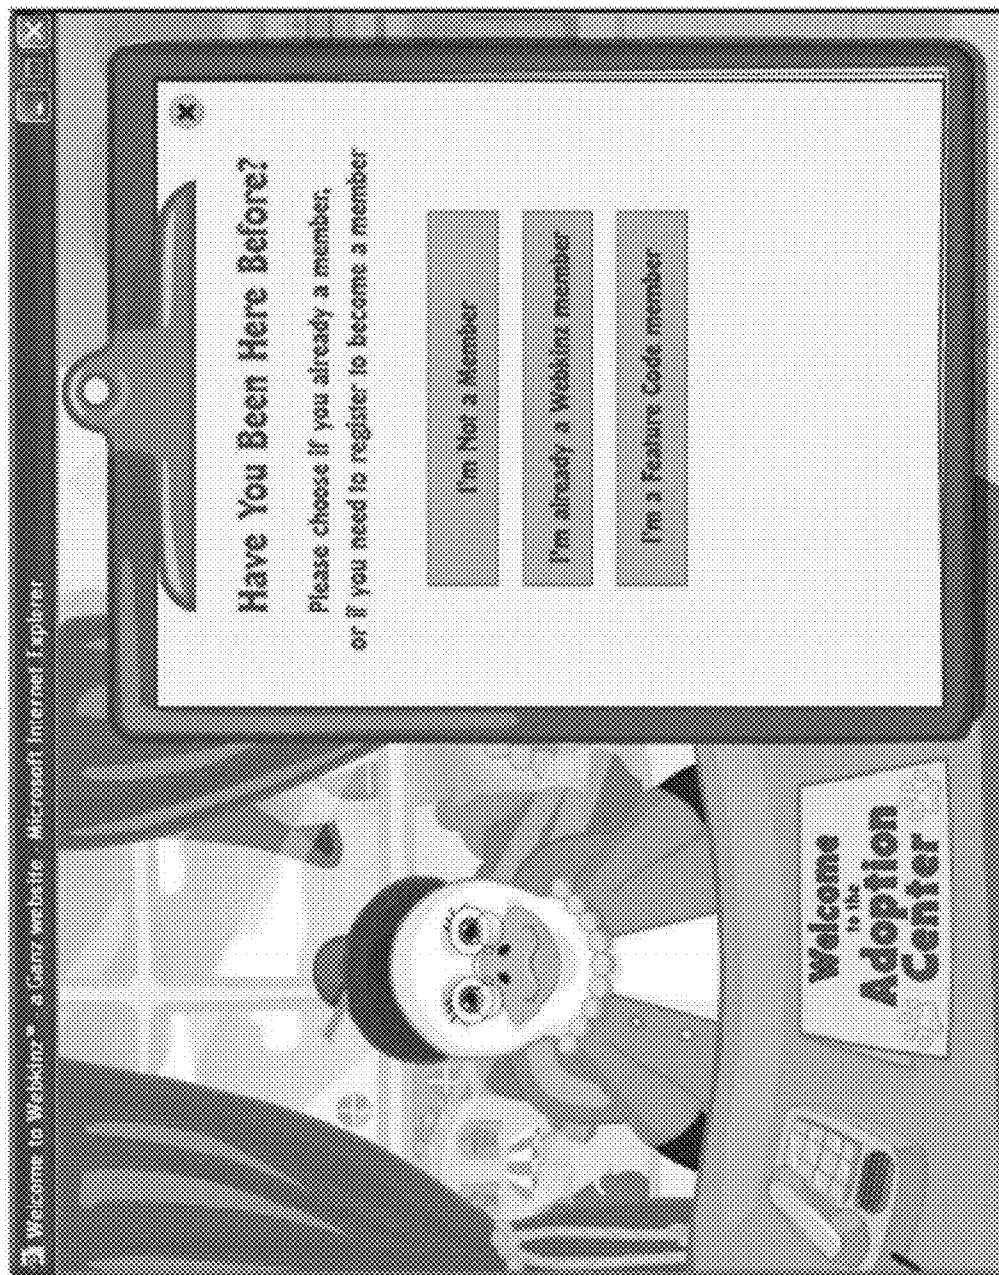 Welcome to Webkinz™ - a Ganz website - Microsoft Internet Explorer
Have You Been Here Before?
Please choose if you already a member,
or if you need to register to become a member
I'm Not a Member
I'm already a Webkinz member
I'm a Feature Code member
Welcome
to the
Adoption
Center